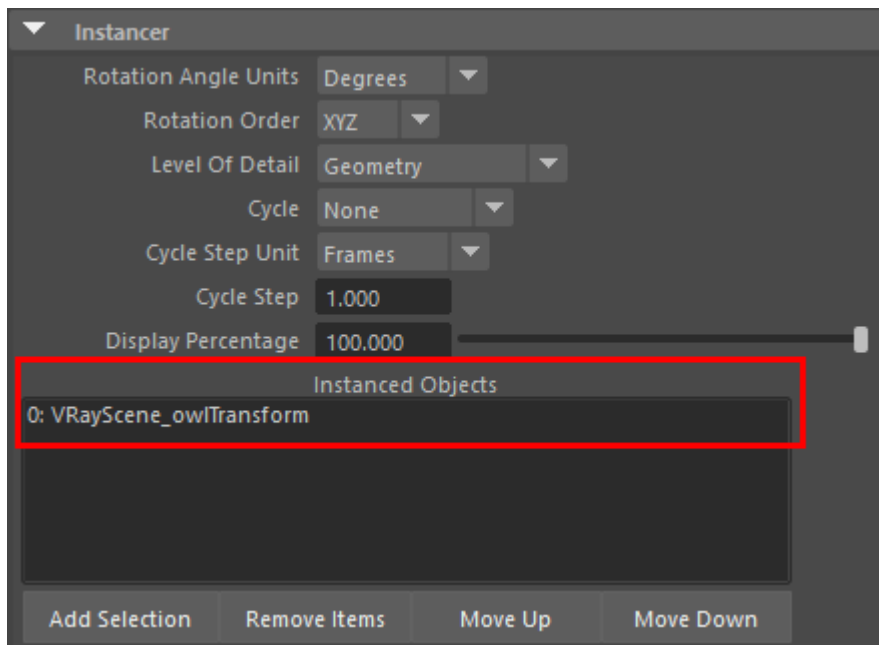 Instancer
Rotation Angle Units Degrees
Rotation Order XYZ
Level Of Detail Geometry
Cycle None
Cycle Step Unit Frames
Cycle Step 1.000
Display Percentage 100.000
Instanced Objects
0: VRayScene_owlTransform
Add Selection Remove Items Move Up Move Down